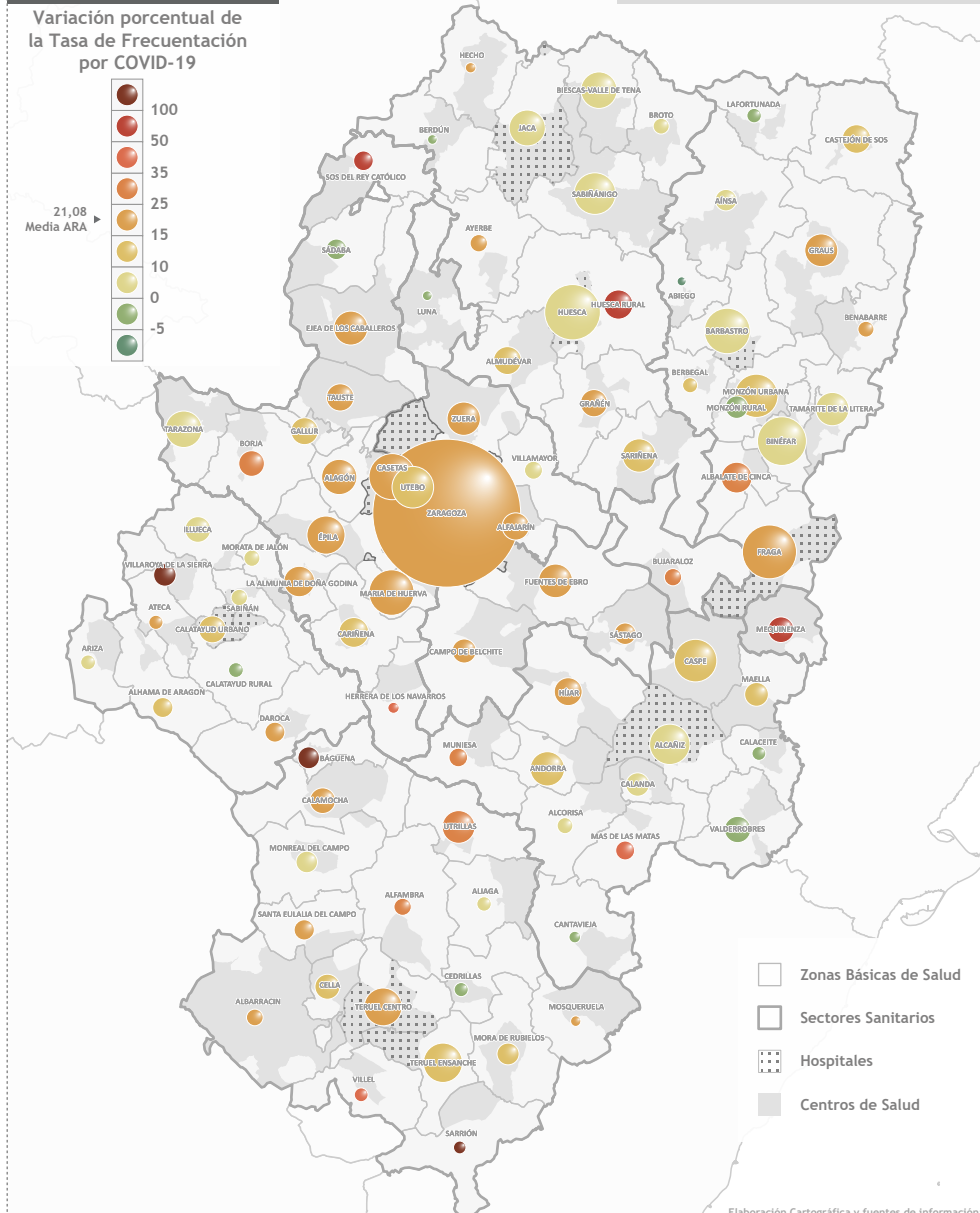 Variación porcentual de
la Tasa de Frecuentación
por COVID-19
100
50
35
25
21,08
Media ARA
15
10
0
-5
HECHO
BIESCAS-VALLE DE TENA
LAFORTUNADA
BROTO
BERDÚN
JACA
CASTEJÓN DE SOS
SOS DEL REY CATÓLICO
SABIÑÁNIGO
AÍNSA
AYERBE
SÁDABA
GRAUS
ABIEGO
LUNA
HUESCA
HUESCA RURAL
BENABARRE
EJEA DE LOS CABALLEROS
BARBASTRO
ALMUDÉVAR
BERBEGAL
MONZÓN URBANA
TAUSTE
GRAÑÉN
MONZÓN RURAL
TAMARITE DE LA LITERA
ZUERA
TARAZONA
GALLUR
BINÉFAR
BORJA
VILLAMAYOR
SARIÑENA
CASETAS
ALAGÓN
ALBALATE DE CINCA
UTEBO
ZARAGOZA
ALFAJARÍN
ILLUECA
ÉPILA
MORATA DE JALÓN
FRAGA
VILLAROYA DE LA SIERRA
BUJARALOZ
LA ALMUNIA DE DOÑA GODINA
FUENTES DE EBRO
MARIA DE HUERVA
ATECA
SABIÑÁN
CALATAYUD URBANO
CARIÑENA
SÁSTAGO
MEQUINENZA
ARIZA
CAMPO DE BELCHITE
CASPE
CALATAYUD RURAL
MAELLA
ALHAMA DE ARAGON
HERRERA DE LOS NAVARROS
HÍJAR
DAROCA
MUNIESA
ALCAÑIZ
CALACEITE
BÁGUENA
ANDORRA
CALANDA
CALAMOCHA
ALCORISA
UTRILLAS
VALDERROBRES
MAS DE LAS MATAS
MONREAL DEL CAMPO
ALIAGA
ALFAMBRA
SANTA EULALIA DEL CAMPO
CANTAVIEJA
CEDRILLAS
CELLA
ALBARRACIN
TERUEL CENTRO
MOSQUERUELA
MORA DE RUBIELOS
TERUEL ENSANCHE
VILLEL
SARRIÓN
Zonas Básicas de Salud
Sectores Sanitarios
Hospitales
Centros de Salud
Elaboración Cartográfica y fuentes de información